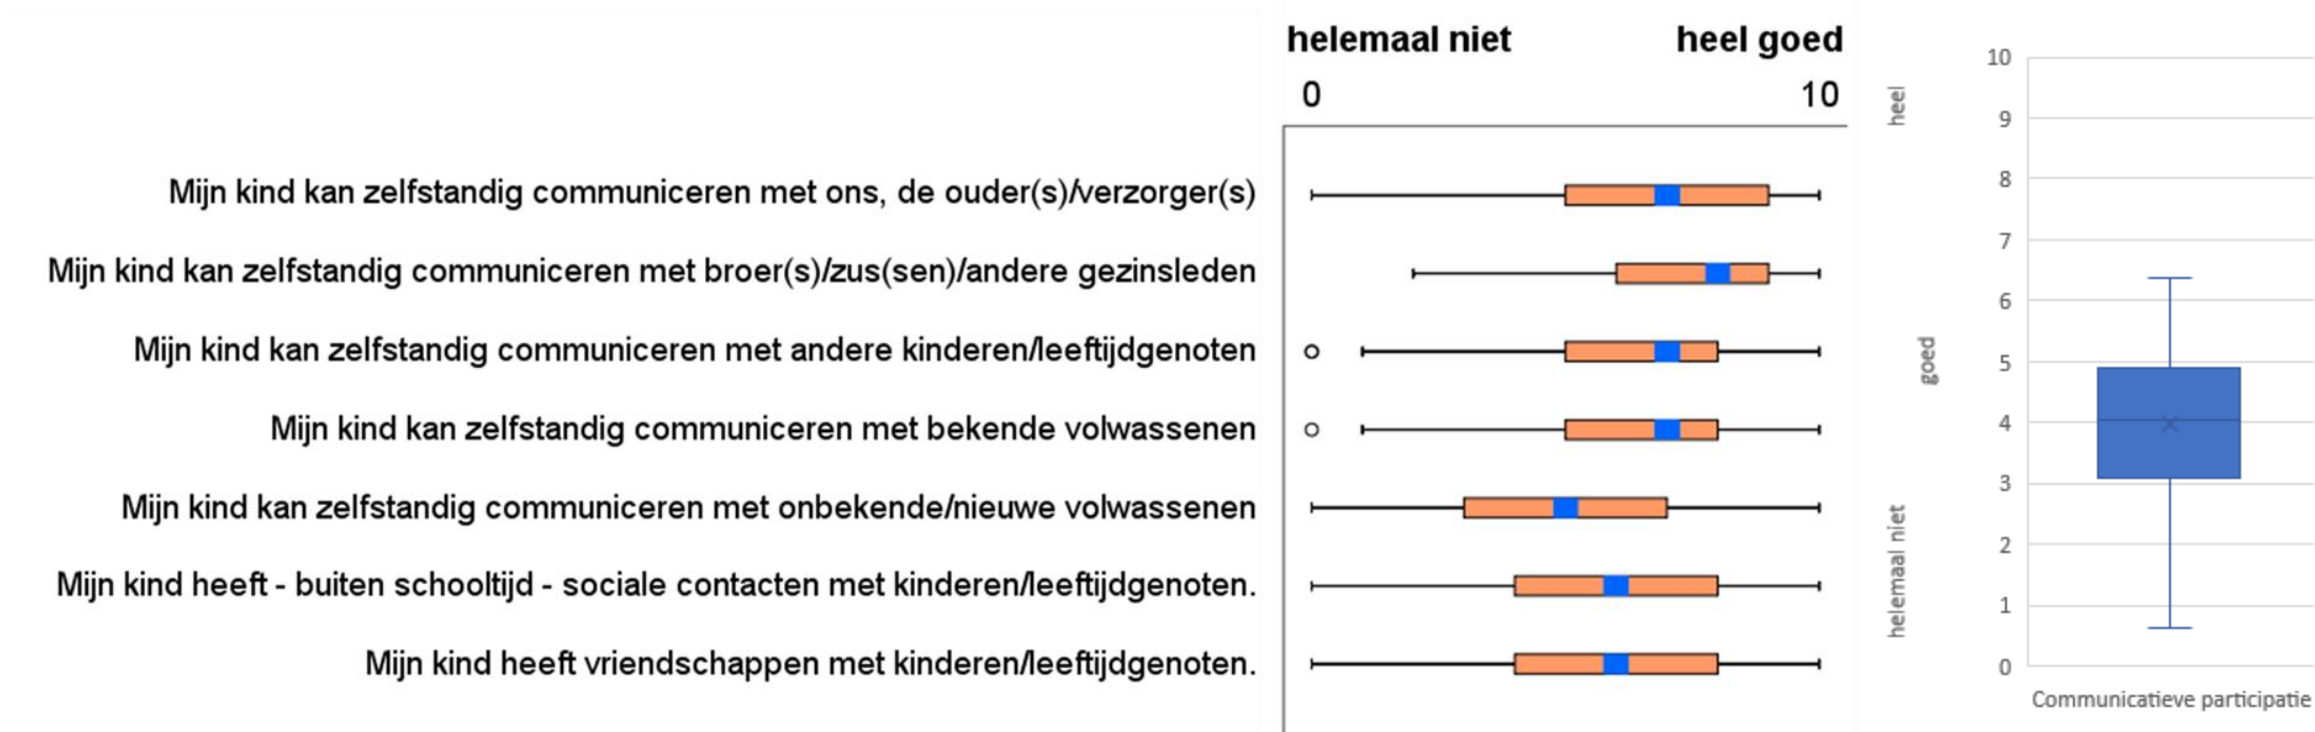 helemaal niet heel goed
0 10
Mijn kind kan zelfstandig communiceren met ons, de ouder(s)/verzorger(s)
Mijn kind kan zelfstandig communiceren met broer(s)/zus(sen)/andere gezinsleden
Mijn kind kan zelfstandig communiceren met andere kinderen/leeftijdgenoten
Mijn kind kan zelfstandig communiceren met bekende volwassenen
Mijn kind kan zelfstandig communiceren met onbekende/nieuwe volwassenen
Mijn kind heeft - buiten schooltijd - sociale contacten met kinderen/leeftijdgenoten.
Mijn kind heeft vriendschappen met kinderen/leeftijdgenoten.
heel
goed
helemaal niet
10
9
8
7
6
5
4
3
2
1
0
Communicatieve participatie